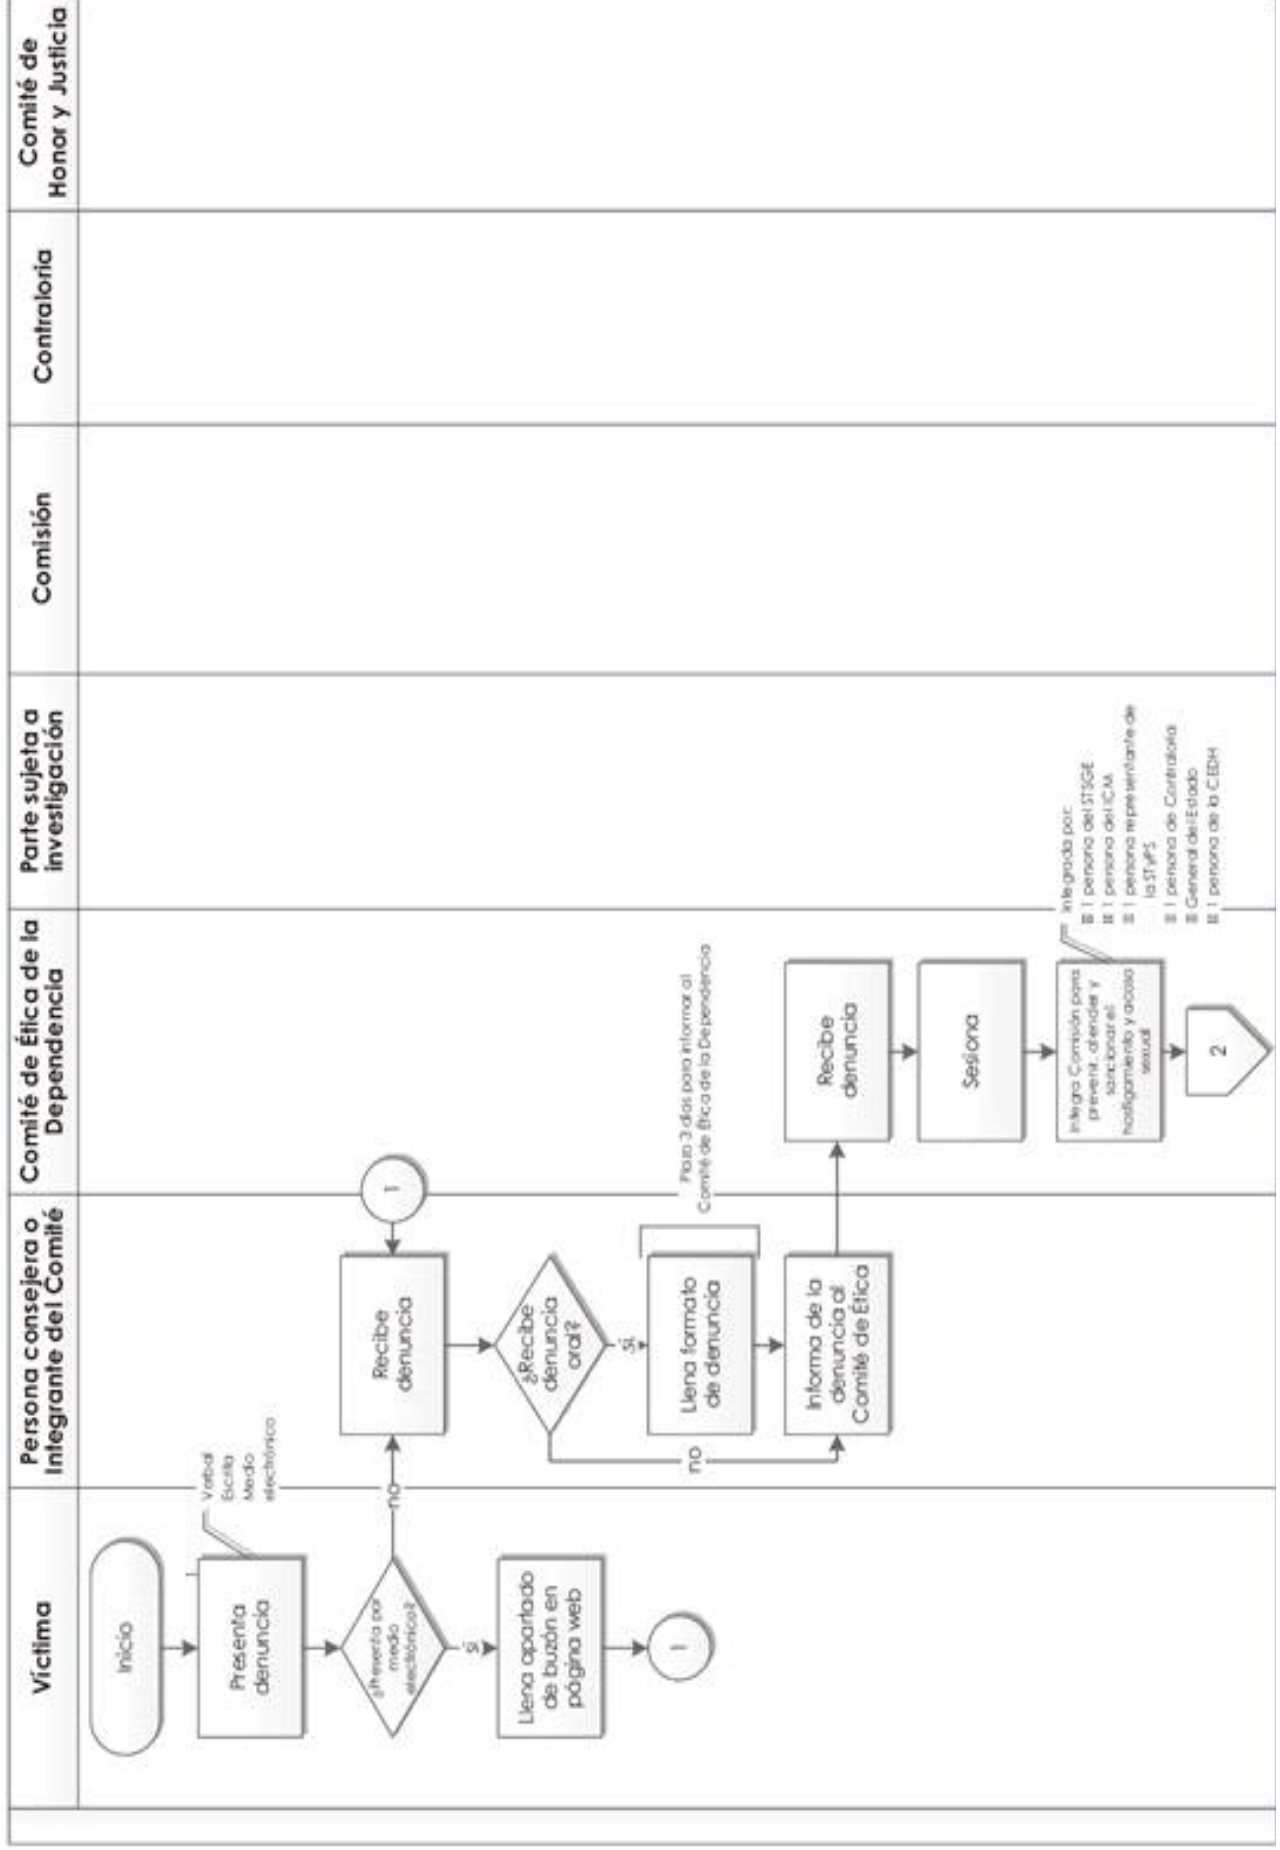 Víctima
Persona consejera o
Integrante del Comité
Comité de Ética de la
Dependencia
Parte sujeta a
investigación
Comisión
Contraloria
Comité de
Honor y Justicia
Inicio
Presenta
denuncia
Verbal
Escrita
Medio
electrónico
¿Presenta por
medio
electrónico?
no
si
Llena apartado
de buzón en
página web
1
1
Recibe
denuncia
¿Recibe
denuncia
oral?
si
no
Llena formato
de denuncia
Plazo 3 días para informar al
Comité de Ética de la Dependencia
Informa de la
denuncia al
Comité de Ética
Recibe
denuncia
Sesiona
Integra Comisión para
prevenir, atender y
sancionar el
hostigamiento y acoso
sexual
Integrada por:
1 persona del STSGE
1 persona del ICM
1 persona representante de
la STyPS
1 persona de Contraloria
General del Estado
1 persona de la CEDH
2